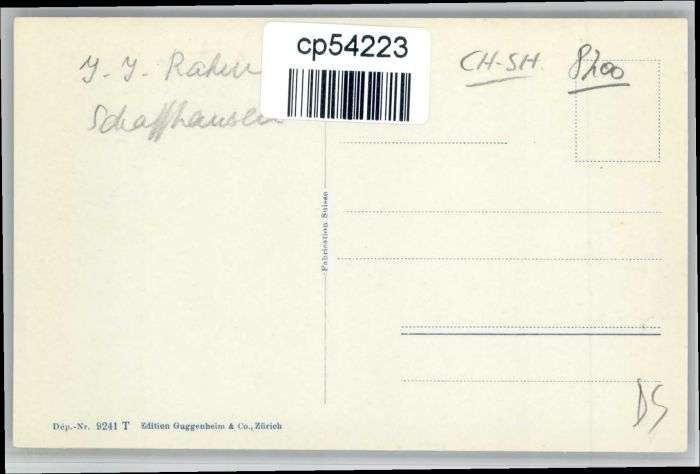 cp54223
J. J. Rahm
Schaffhausen
CH-SH. 8200
Fabrication Suisse
DS
Dép.-Nr. 9241 T Edition Guggenheim & Co., Zürich